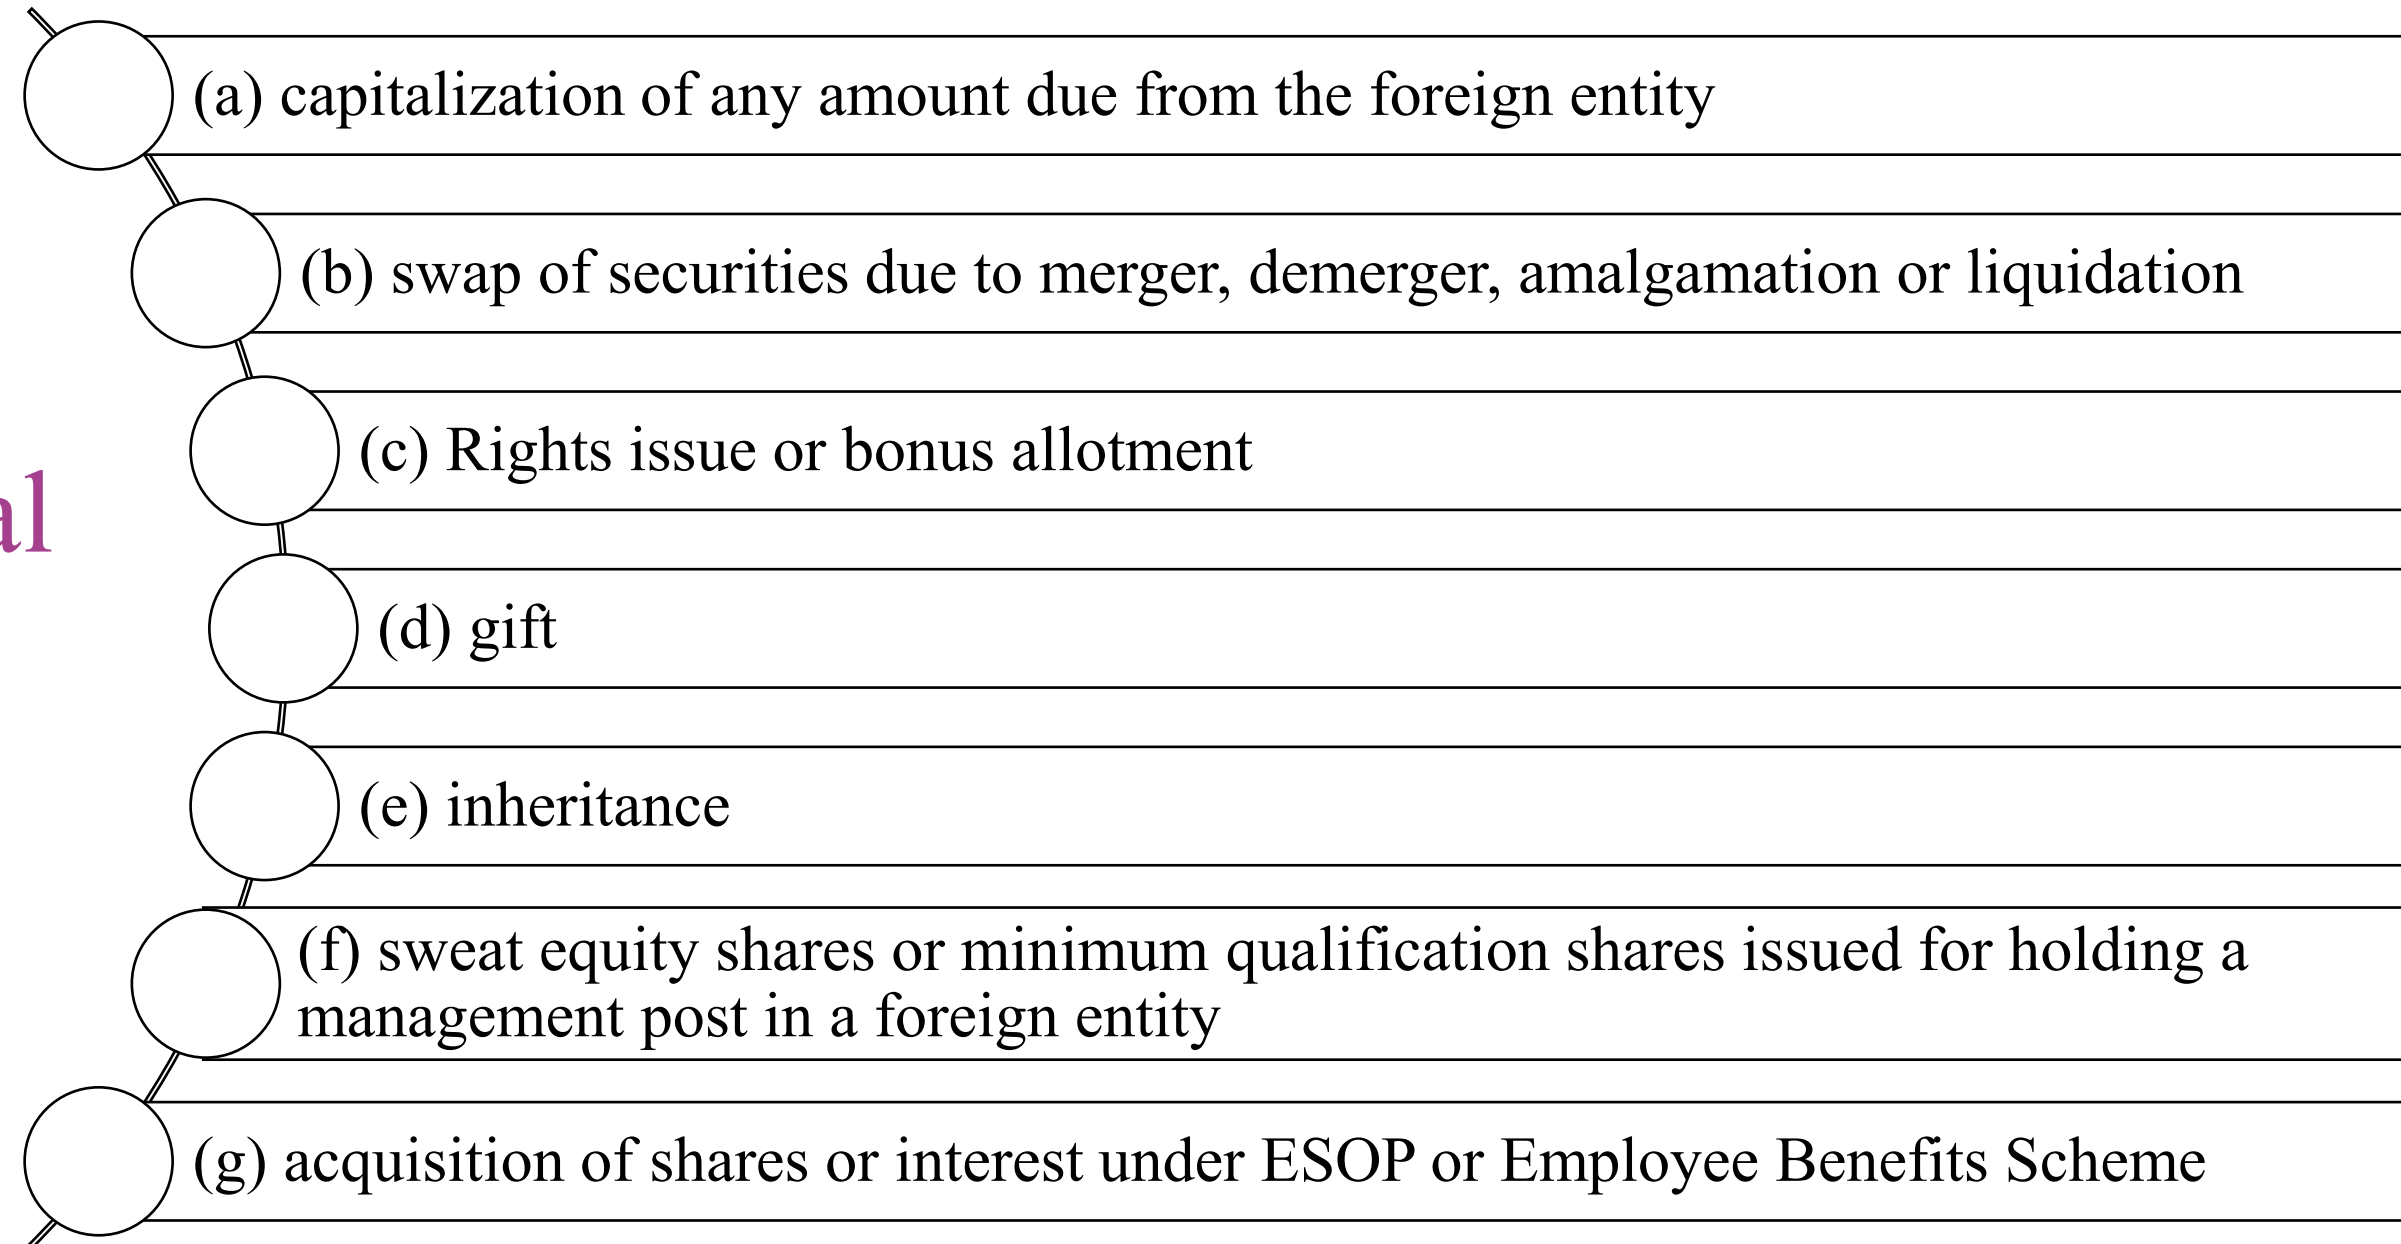 (a) capitalization of any amount due from the foreign entity
(b) swap of securities due to merger, demerger, amalgamation or liquidation
(c) Rights issue or bonus allotment
al
(d) gift
(e) inheritance
(f) sweat equity shares or minimum qualification shares issued for holding a
management post in a foreign entity
(g) acquisition of shares or interest under ESOP or Employee Benefits Scheme